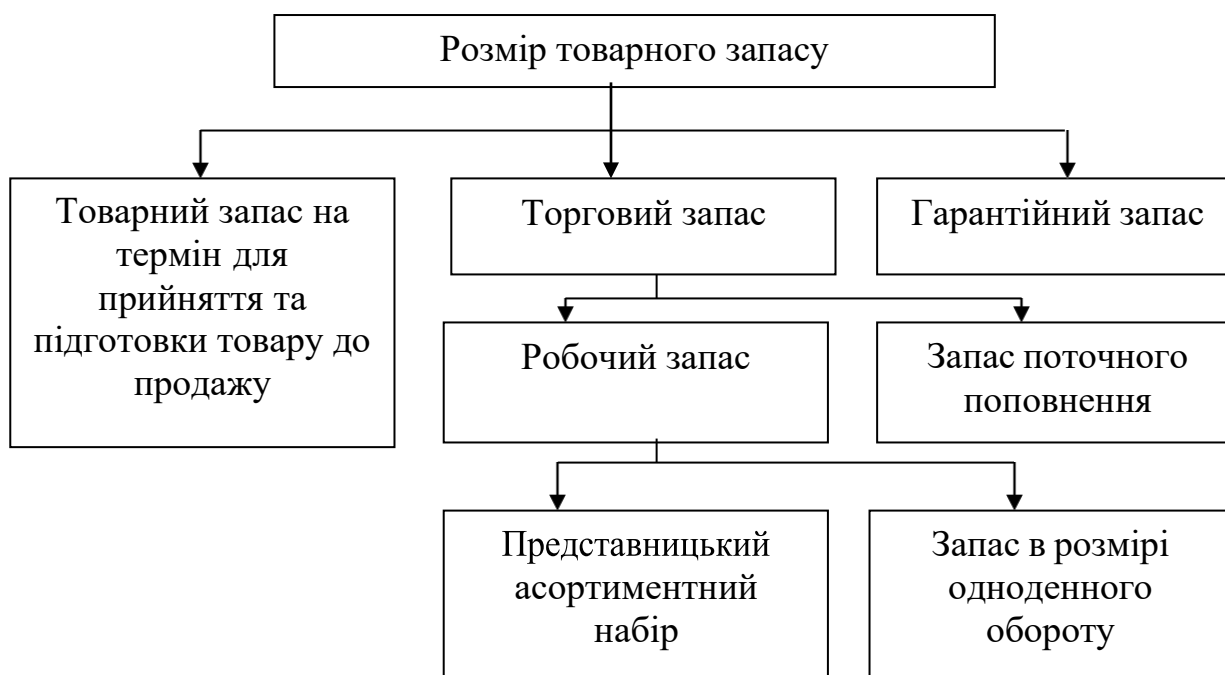 Розмір товарного запасу
Товарний запас на
термін для
прийняття та
підготовки товару до
продажу
Торговий запас
Гарантійний запас
Робочий запас
Запас поточного
поповнення
Представницький
асортиментний
набір
Запас в розмірі
одноденного
обороту